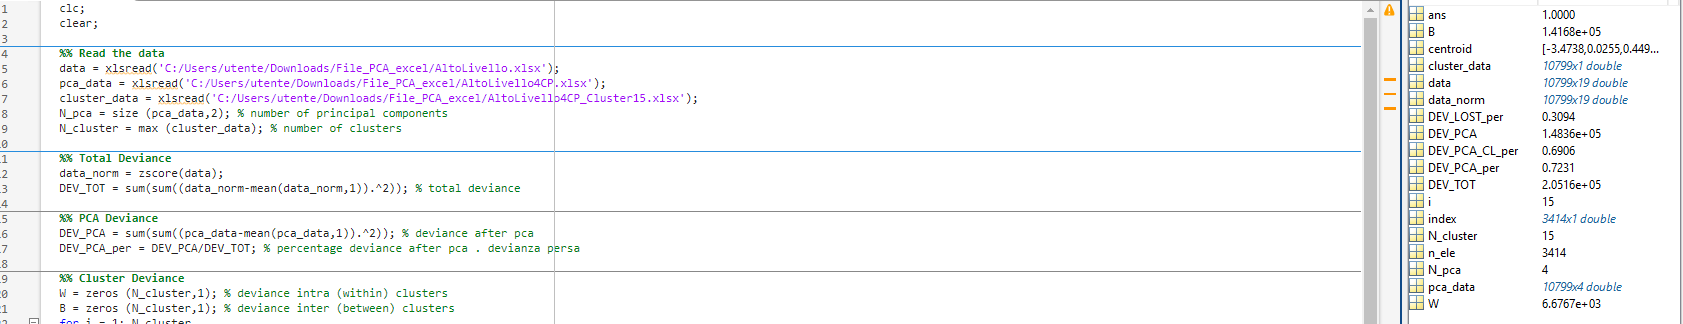 1 clc;
2 clear;
3
4 %% Read the data
5 data = xlsread('C:/Users/utente/Downloads/File_PCA_excel/AltoLivello.xlsx');
6 pca_data = xlsread('C:/Users/utente/Downloads/File_PCA_excel/AltoLivello4CP.xlsx');
7 cluster_data = xlsread('C:/Users/utente/Downloads/File_PCA_excel/AltoLivello4CP_Cluster15.xlsx');
8 N_pca = size (pca_data,2); % number of principal components
9 N_cluster = max (cluster_data); % number of clusters
0
1 %% Total Deviance
2 data_norm = zscore(data);
3 DEV_TOT = sum(sum((data_norm-mean(data_norm,1)).^2)); % total deviance
4
5 %% PCA Deviance
6 DEV_PCA = sum(sum((pca_data-mean(pca_data,1)).^2)); % deviance after pca
7 DEV_PCA_per = DEV_PCA/DEV_TOT; % percentage deviance after pca . devianza persa
8
9 %% Cluster Deviance
20 W = zeros (N_cluster,1); % deviance intra (within) clusters
21 B = zeros (N_cluster,1); % deviance inter (between) clusters
for i = 1: N_cluster
ans 1.0000
B 1.4168e+05
centroid [-3.4738,0.0255,0.449...
cluster_data 10799x1 double
data 10799x19 double
data_norm 10799x19 double
DEV_LOST_per 0.3094
DEV_PCA 1.4836e+05
DEV_PCA_CL_per 0.6906
DEV_PCA_per 0.7231
DEV_TOT 2.0516e+05
i 15
index 3414x1 double
N_cluster 15
n_ele 3414
N_pca 4
pca_data 10799x4 double
W 6.6767e+03